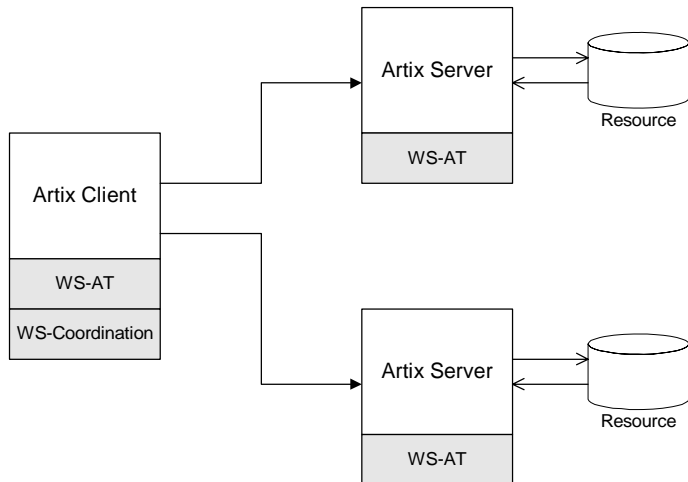 Artix Server
WS-AT
Resource
Artix Client
WS-AT
WS-Coordination
Artix Server
WS-AT
Resource